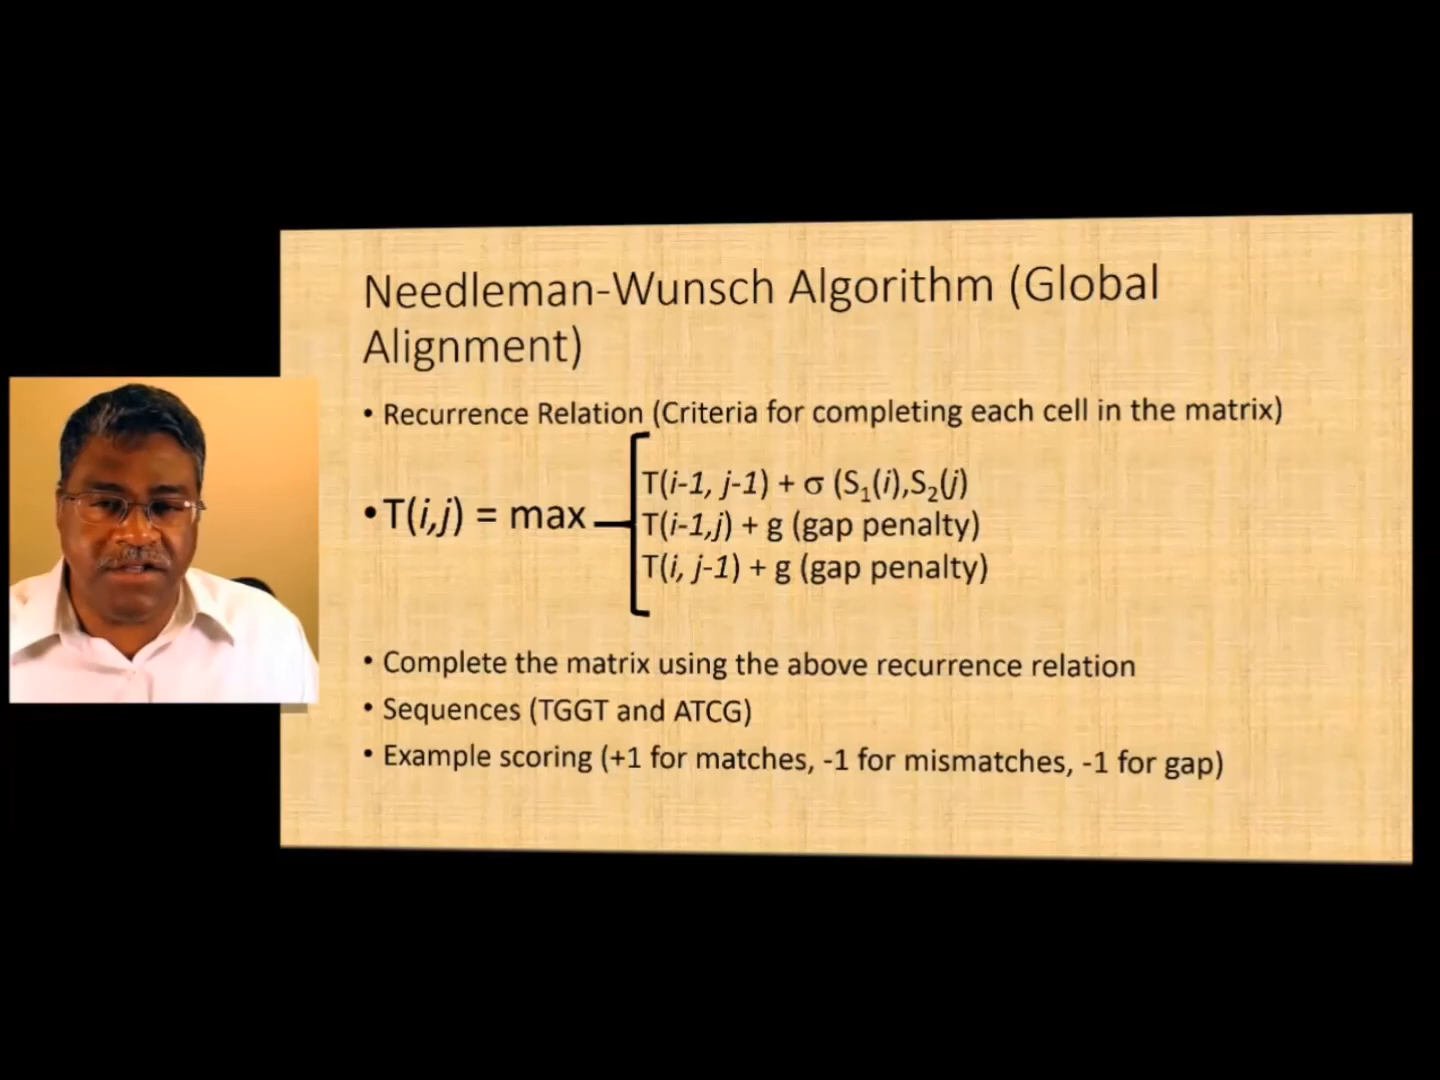 Needleman-Wunsch Algorithm (Global
Alignment)
• Recurrence Relation (Criteria for completing each cell in the matrix)
T(i-1, j-1) + σ (S₁(i),S₂(j)
• T(i,j) = max
T(i-1,j) + g (gap penalty)
T(i, j-1) + g (gap penalty)
• Complete the matrix using the above recurrence relation
• Sequences (TGGT and ATCG)
• Example scoring (+1 for matches, -1 for mismatches, -1 for gap)